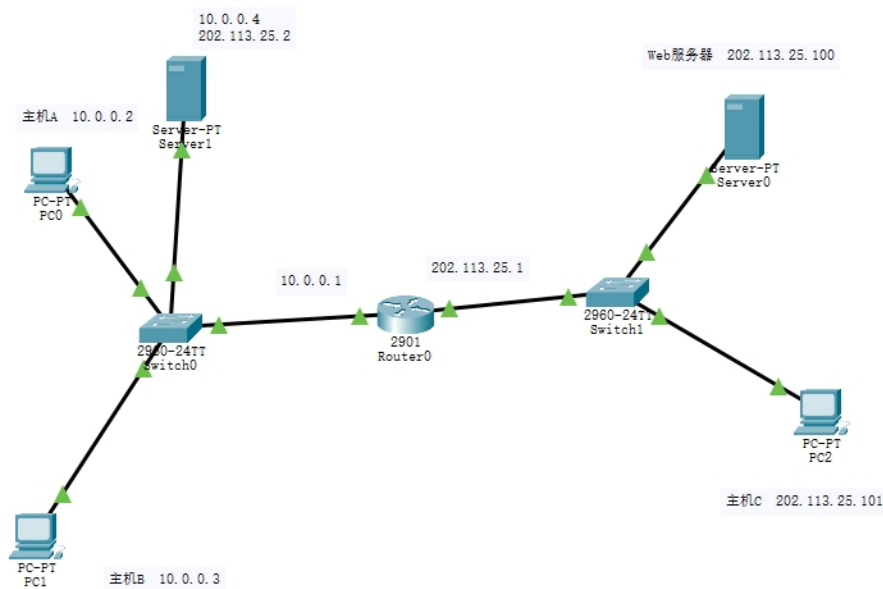 10.0.0.4
202.113.25.2
Web服务器 202.113.25.100
主机A 10.0.0.2
Server-PT
Server1
Server-PT
Server0
PC-PT
PC0
202.113.25.1
10.0.0.1
2960-24TT
Switch1
2901
Router0
2960-24TT
Switch0
PC-PT
PC2
主机C 202.113.25.101
PC-PT
PC1
主机B 10.0.0.3